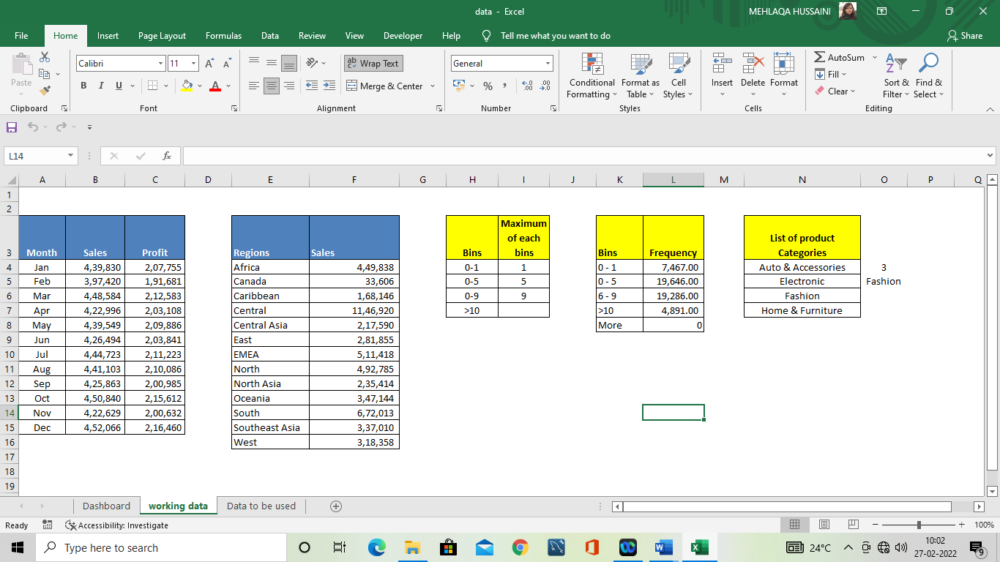 data - Excel
MEHLAQA HUSSAINI
File Home Insert Page Layout Formulas Data Review View Developer Help Tell me what you want to do Share
Paste
Clipboard
Calibri 11
B I U A
Font
Wrap Text
Merge & Center
Alignment
General
% ,
Number
Conditional Formatting
Format as Table
Cell Styles
Styles
Insert Delete Format
Cells
AutoSum
Fill
Clear
Sort & Filter
Find & Select
Editing
L14 fx
A B C D E F G H I J K L M N O P Q
1
2
3 Month Sales Profit Regions Sales Bins Maximum of each bins Bins Frequency List of product Categories
4 Jan 4,39,830 2,07,755 Africa 4,49,838 0-1 1 0 - 1 7,467.00 Auto & Accessories 3
5 Feb 3,97,420 1,91,681 Canada 33,606 0-5 5 0 - 5 19,646.00 Electronic Fashion
6 Mar 4,48,584 2,12,583 Caribbean 1,68,146 0-9 9 6 - 9 19,286.00 Fashion
7 Apr 4,22,996 2,03,108 Central 11,46,920 >10 >10 4,891.00 Home & Furniture
8 May 4,39,549 2,09,886 Central Asia 2,17,590 More 0
9 Jun 4,26,494 2,03,841 East 2,81,855
10 Jul 4,44,723 2,11,223 EMEA 5,11,418
11 Aug 4,41,103 2,10,086 North 4,92,785
12 Sep 4,25,863 2,00,985 North Asia 2,35,414
13 Oct 4,50,840 2,15,612 Oceania 3,47,144
14 Nov 4,22,629 2,00,632 South 6,72,013
15 Dec 4,52,066 2,16,460 Southeast Asia 3,37,010
16 West 3,18,358
17
18
19
Dashboard working data Data to be used
Ready Accessibility: Investigate 100%
Type here to search
24°C
10:02
27-02-2022
9